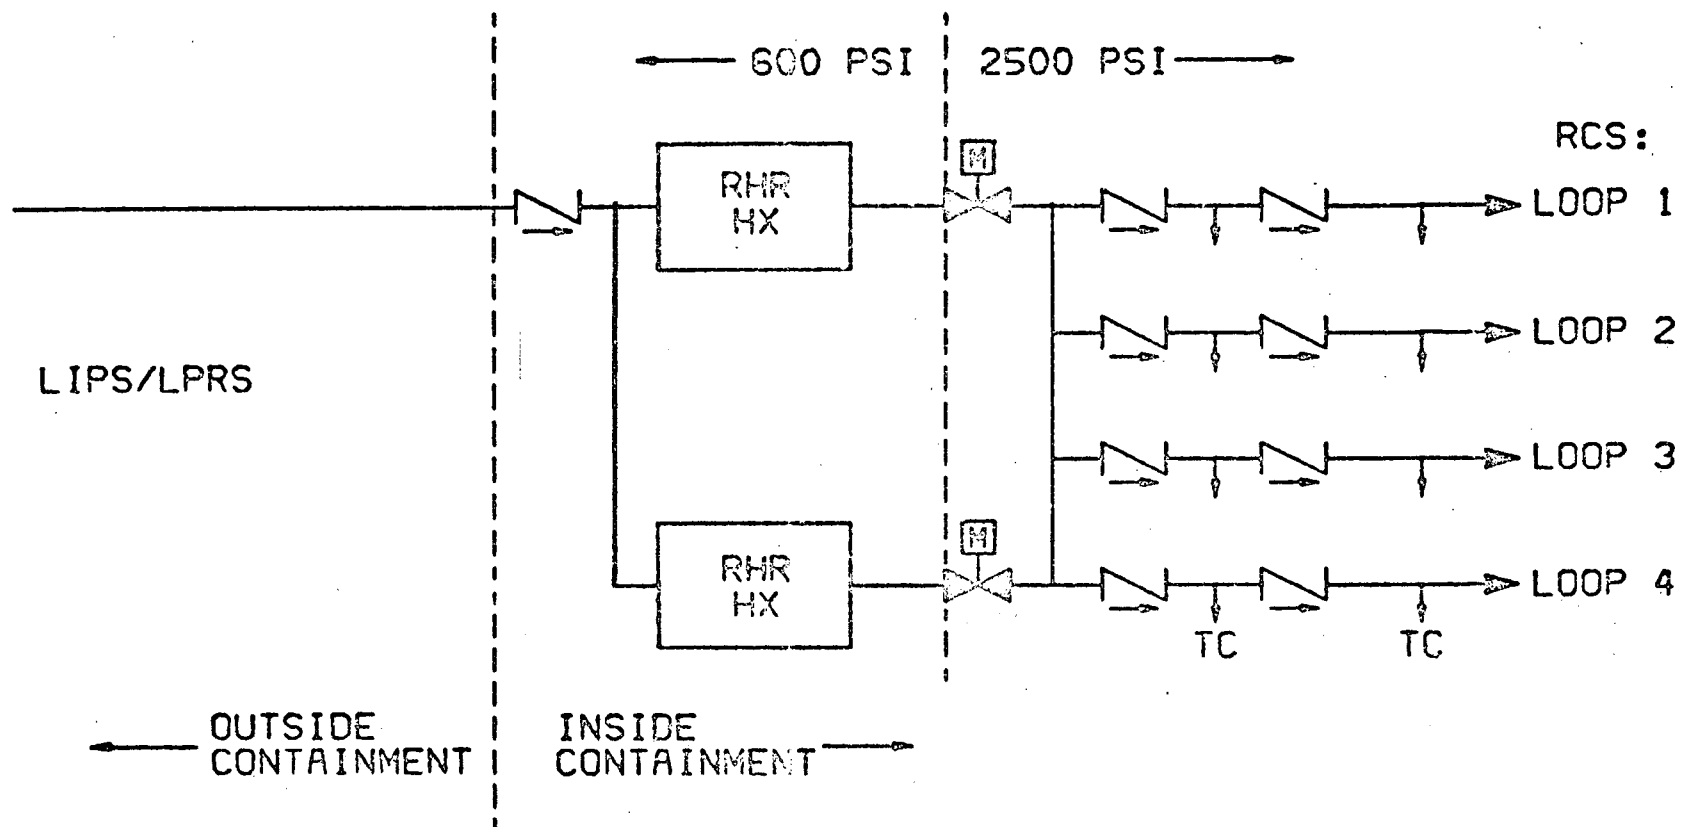 600 PSI
2500 PSI
RCS:
M
RHR
HX
LOOP 1
LOOP 2
LIPS/LPRS
LOOP 3
M
RHR
HX
LOOP 4
TC
TC
OUTSIDE
CONTAINMENT
INSIDE
CONTAINMENT